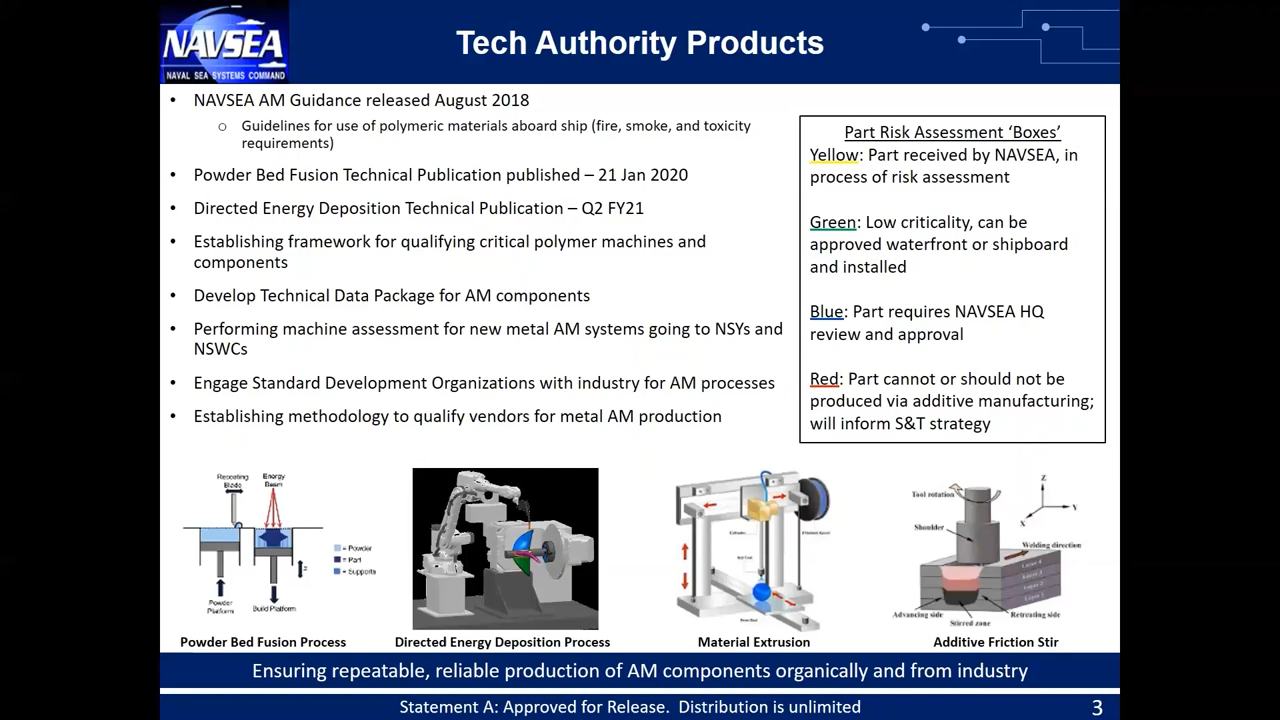 NAVSEA
NAVAL SEA SYSTEMS COMMAND
Tech Authority Products
• NAVSEA AM Guidance released August 2018
o Guidelines for use of polymeric materials aboard ship (fire, smoke, and toxicity
requirements)
• Powder Bed Fusion Technical Publication published – 21 Jan 2020
• Directed Energy Deposition Technical Publication – Q2 FY21
• Establishing framework for qualifying critical polymer machines and
components
• Develop Technical Data Package for AM components
• Performing machine assessment for new metal AM systems going to NSYs and
NSWCs
• Engage Standard Development Organizations with industry for AM processes
• Establishing methodology to qualify vendors for metal AM production
Part Risk Assessment ‘Boxes’
Yellow: Part received by NAVSEA, in
process of risk assessment
Green: Low criticality, can be
approved waterfront or shipboard
and installed
Blue: Part requires NAVSEA HQ
review and approval
Red: Part cannot or should not be
produced via additive manufacturing;
will inform S&T strategy
Energy
Beam
Blade
= Powder
= Part
= Supports
Powder
Platform
Build Platform
Powder Bed Fusion Process
Directed Energy Deposition Process
Material Extrusion
Tool rotation
Z
Y
X
Shoulder
Welding direction
Layer 4
Layer 3
Layer 2
Layer 1
Advancing side
Retreating side
Stirred zone
Additive Friction Stir
Ensuring repeatable, reliable production of AM components organically and from industry
Statement A: Approved for Release. Distribution is unlimited
3